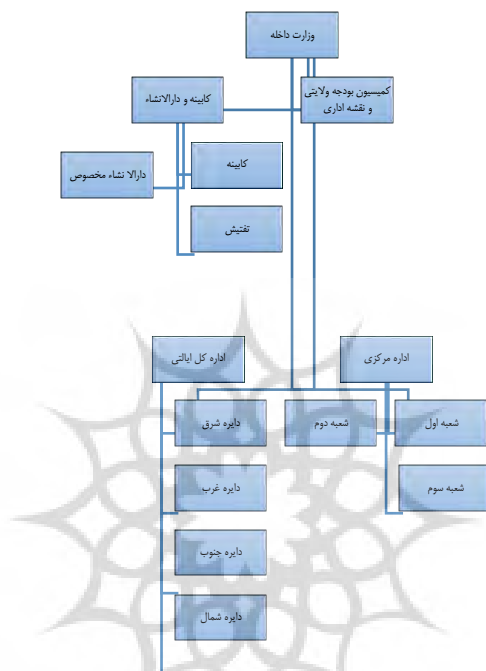 وزارت داخله
کمیسیون بودجه ولایتی
و نقشه اداری
کابینه و دارالانشاء
کابینه
دارالا نشاء مخصوص
تفتیش
اداره مرکزی
اداره کل ایالتی
شعبه اول
شعبه دوم
دایره شرق
شعبه سوم
دایره غرب
دایره جنوب
دایره شمال